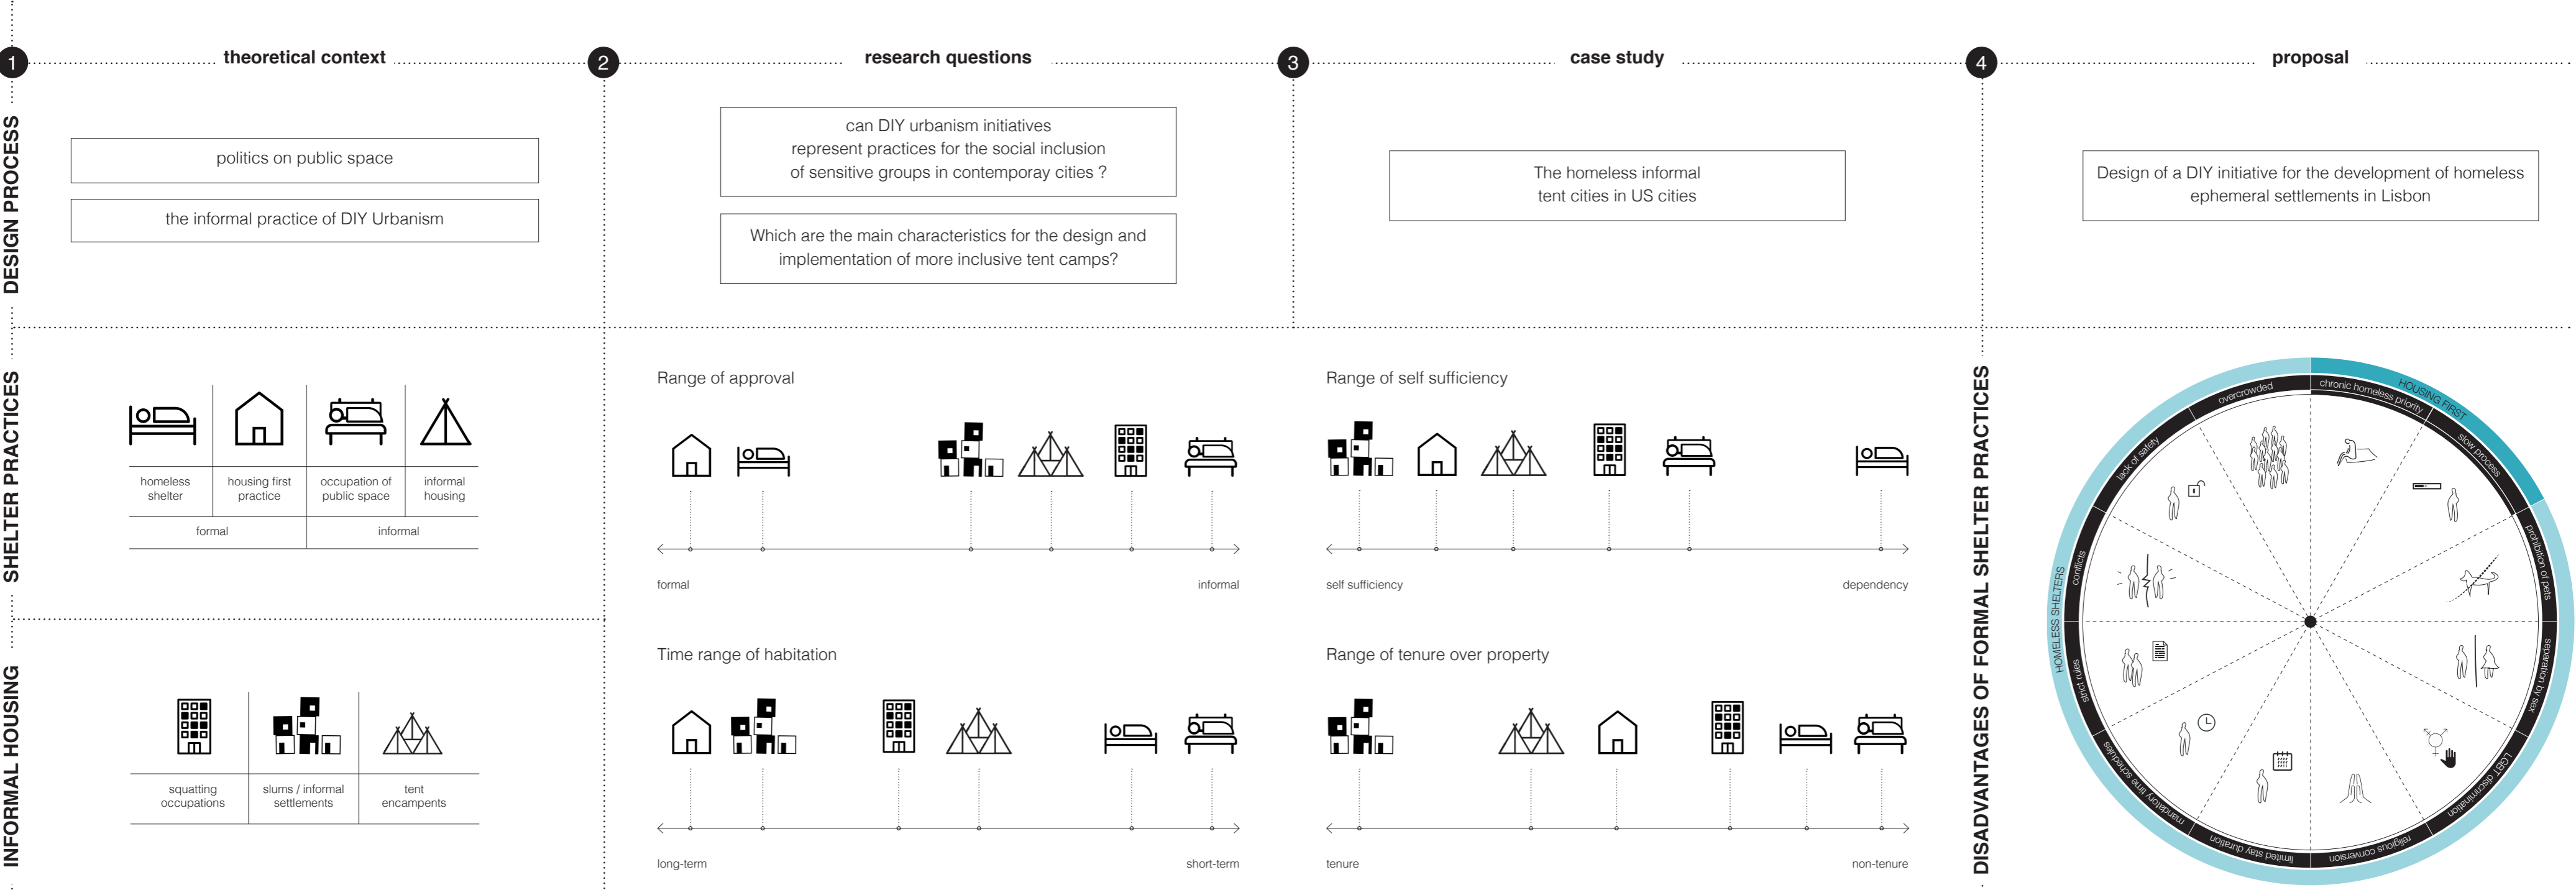 1
theoretical context
2
research questions
3
case study
4
proposal
DESIGN PROCESS
politics on public space
the informal practice of DIY Urbanism
can DIY urbanism initiatives
represent practices for the social inclusion
of sensitive groups in contemporay cities ?
Which are the main characteristics for the design and
implementation of more inclusive tent camps?
The homeless informal
tent cities in US cities
Design of a DIY initiative for the development of homeless
ephemeral settlements in Lisbon
SHELTER PRACTICES
homeless
shelter
housing first
practice
occupation of
public space
informal
housing
formal
informal
Range of approval
formal
informal
Range of self sufficiency
self sufficiency
dependency
INFORMAL HOUSING
squatting
occupations
slums / informal
settlements
tent
encampents
Time range of habitation
long-term
short-term
Range of tenure over property
tenure
non-tenure
DISADVANTAGES OF FORMAL SHELTER PRACTICES
HOUSING FIRST
chronic homeless priority
slow process
prohibition of pets
separation by sex
LGBT discrimination
religious conversion
limited stay duration
mandatory time schedules
strict rules
conflicts
lack of safety
overcrowded
HOMELESS SHELTERS